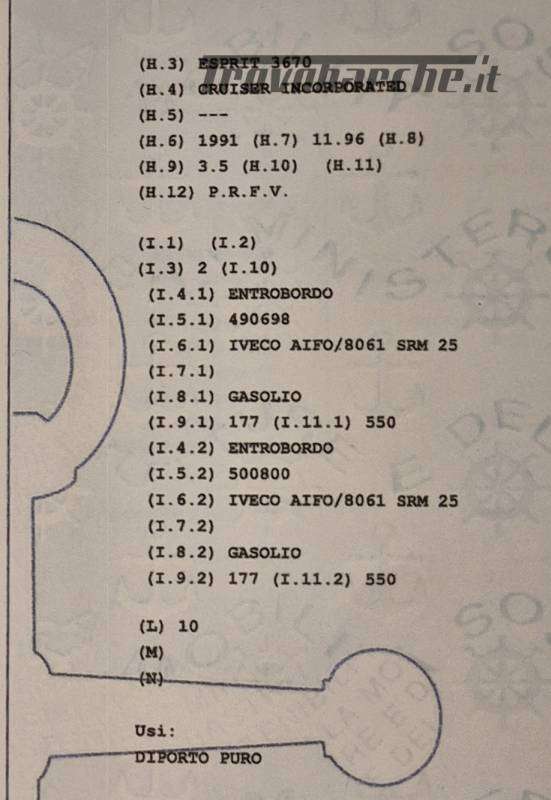 (H.3) ESPRIT 3670
Trovabarche.it
(H.4) CRUISER INCORPORATED
(H.5) ---
(H.6) 1991 (H.7) 11.96 (H.8)
(H.9) 3.5 (H.10) (H.11)
(H.12) P.R.F.V.
(I.1) (I.2)
(I.3) 2 (I.10)
(I.4.1) ENTROBORDO
(I.5.1) 490698
(I.6.1) IVECO AIFO/8061 SRM 25
(I.7.1)
(I.8.1) GASOLIO
(I.9.1) 177 (I.11.1) 550
(I.4.2) ENTROBORDO
(I.5.2) 500800
(I.6.2) IVECO AIFO/8061 SRM 25
(I.7.2)
(I.8.2) GASOLIO
(I.9.2) 177 (I.11.2) 550
(L) 10
(M)
(N)
Usi:
DIPORTO PURO